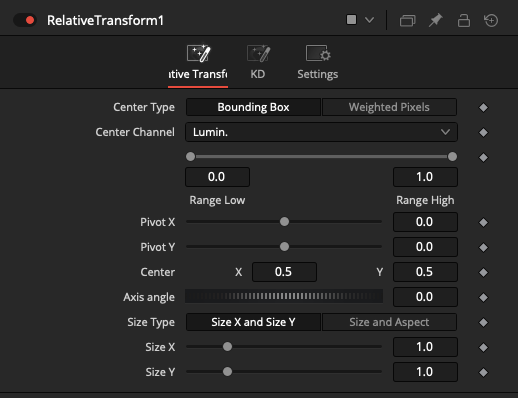 RelativeTransform1
ative Transfo KD Settings
Center Type Bounding Box Weighted Pixels
Center Channel Lumin.
0.0 1.0
Range Low Range High
Pivot X 0.0
Pivot Y 0.0
Center X 0.5 Y 0.5
Axis angle 0.0
Size Type Size X and Size Y Size and Aspect
Size X 1.0
Size Y 1.0